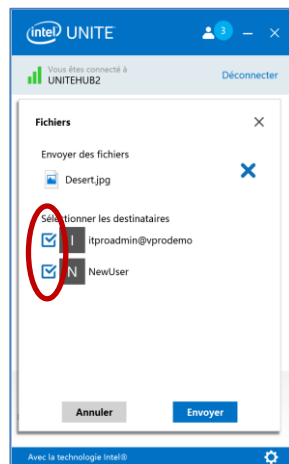 intel UNITE 3
Vous êtes connecté à
UNITEHUB2 Déconnecter
Fichiers
Envoyer des fichiers
Desert.jpg
Sélectionner les destinataires
I itproadmin@vprodemo
N NewUser
Annuler Envoyer
Avec la technologie Intel®